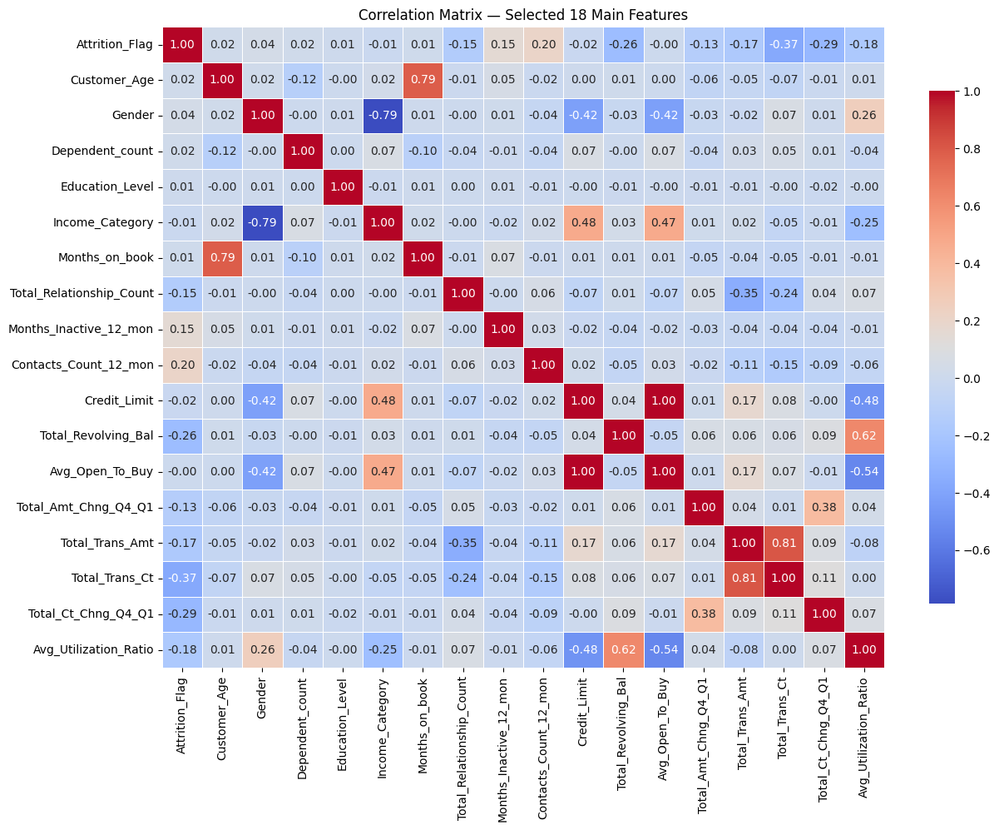 Correlation Matrix — Selected 18 Main Features
Attrition_Flag 1.00 0.02 0.04 0.02 0.01 -0.01 0.01 -0.15 0.15 0.20 -0.02 -0.26 -0.00 -0.13 -0.17 -0.37 -0.29 -0.18
Customer_Age 0.02 1.00 0.02 -0.12 -0.00 0.02 0.79 -0.01 0.05 -0.02 0.00 0.01 0.00 -0.06 -0.05 -0.07 -0.01 0.01
Gender 0.04 0.02 1.00 -0.00 0.01 -0.79 0.01 -0.00 0.01 -0.04 -0.42 -0.03 -0.42 -0.03 -0.02 0.07 0.01 0.26
Dependent_count 0.02 -0.12 -0.00 1.00 0.00 0.07 -0.10 -0.04 -0.01 -0.04 0.07 -0.00 0.07 -0.04 0.03 0.05 0.01 -0.04
Education_Level 0.01 -0.00 0.01 0.00 1.00 -0.01 0.01 0.00 0.01 -0.01 -0.00 -0.01 -0.00 -0.01 -0.01 -0.00 -0.02 -0.00
Income_Category -0.01 0.02 -0.79 0.07 -0.01 1.00 0.02 -0.00 -0.02 0.02 0.48 0.03 0.47 0.01 0.02 -0.05 -0.01 -0.25
Months_on_book 0.01 0.79 0.01 -0.10 0.01 0.02 1.00 -0.01 0.07 -0.01 0.01 0.01 0.01 -0.05 -0.04 -0.05 -0.01 -0.01
Total_Relationship_Count -0.15 -0.01 -0.00 -0.04 0.00 -0.00 -0.01 1.00 -0.00 0.06 -0.07 0.01 -0.07 0.05 -0.35 -0.24 0.04 0.07
Months_Inactive_12_mon 0.15 0.05 0.01 -0.01 0.01 -0.02 0.07 -0.00 1.00 0.03 -0.02 -0.04 -0.02 -0.03 -0.04 -0.04 -0.04 -0.01
Contacts_Count_12_mon 0.20 -0.02 -0.04 -0.04 -0.01 0.02 -0.01 0.06 0.03 1.00 0.02 -0.05 0.03 -0.02 -0.11 -0.15 -0.09 -0.06
Credit_Limit -0.02 0.00 -0.42 0.07 -0.00 0.48 0.01 -0.07 -0.02 0.02 1.00 0.04 1.00 0.01 0.17 0.08 -0.00 -0.48
Total_Revolving_Bal -0.26 0.01 -0.03 -0.00 -0.01 0.03 0.01 0.01 -0.04 -0.05 0.04 1.00 -0.05 0.06 0.06 0.06 0.09 0.62
Avg_Open_To_Buy -0.00 0.00 -0.42 0.07 -0.00 0.47 0.01 -0.07 -0.02 0.03 1.00 -0.05 1.00 0.01 0.17 0.07 -0.01 -0.54
Total_Amt_Chng_Q4_Q1 -0.13 -0.06 -0.03 -0.04 -0.01 0.01 -0.05 0.05 -0.03 -0.02 0.01 0.06 0.01 1.00 0.04 0.01 0.38 0.04
Total_Trans_Amt -0.17 -0.05 -0.02 0.03 -0.01 0.02 -0.04 -0.35 -0.04 -0.11 0.17 0.06 0.17 0.04 1.00 0.81 0.09 -0.08
Total_Trans_Ct -0.37 -0.07 0.07 0.05 -0.00 -0.05 -0.05 -0.24 -0.04 -0.15 0.08 0.06 0.07 0.01 0.81 1.00 0.11 0.00
Total_Ct_Chng_Q4_Q1 -0.29 -0.01 0.01 0.01 -0.02 -0.01 -0.01 0.04 -0.04 -0.09 -0.00 0.09 -0.01 0.38 0.09 0.11 1.00 0.07
Avg_Utilization_Ratio -0.18 0.01 0.26 -0.04 -0.00 -0.25 -0.01 0.07 -0.01 -0.06 -0.48 0.62 -0.54 0.04 -0.08 0.00 0.07 1.00
Attrition_Flag
Customer_Age
Gender
Dependent_count
Education_Level
Income_Category
Months_on_book
Total_Relationship_Count
Months_Inactive_12_mon
Contacts_Count_12_mon
Credit_Limit
Total_Revolving_Bal
Avg_Open_To_Buy
Total_Amt_Chng_Q4_Q1
Total_Trans_Amt
Total_Trans_Ct
Total_Ct_Chng_Q4_Q1
Avg_Utilization_Ratio
1.0
0.8
0.6
0.4
0.2
0.0
−0.2
−0.4
−0.6